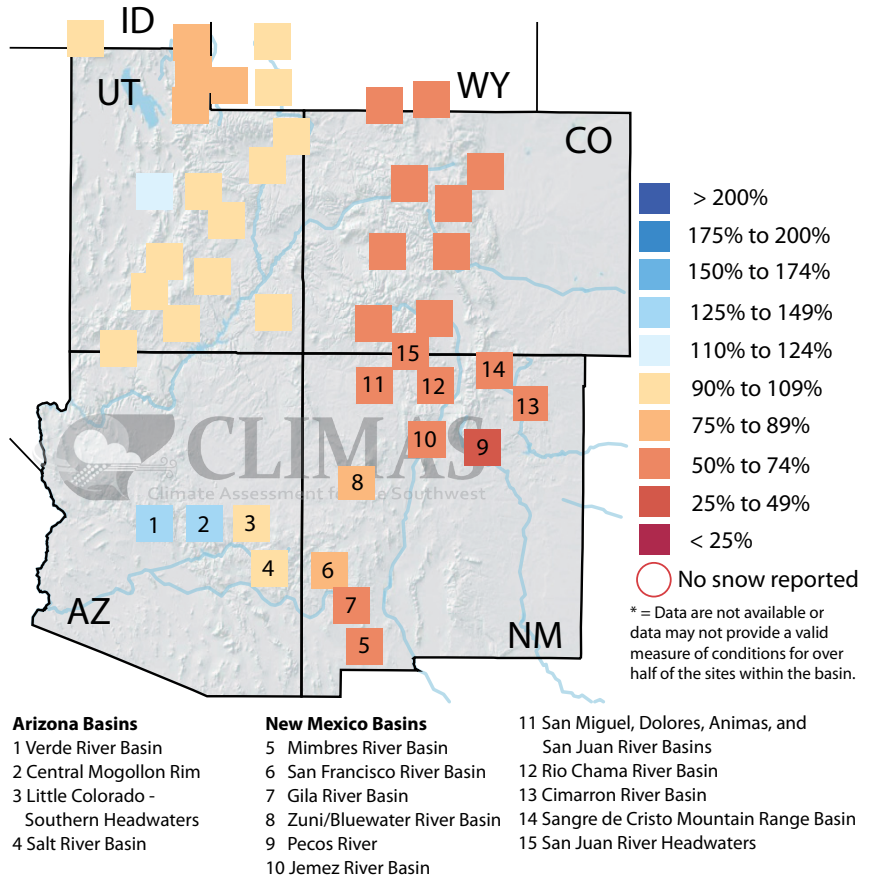 ID
UT
WY
CO
> 200%
175% to 200%
150% to 174%
125% to 149%
110% to 124%
90% to 109%
75% to 89%
50% to 74%
25% to 49%
< 25%
No snow reported
* = Data are not available or
data may not provide a valid
measure of conditions for over
half of the sites within the basin.
15
11
12
14
13
10
9
CLIMAS
Climate Assessment for the Southwest
8
1
2
3
4
6
7
5
AZ
NM
Arizona Basins
1 Verde River Basin
2 Central Mogollon Rim
3 Little Colorado -
Southern Headwaters
4 Salt River Basin
New Mexico Basins
5 Mimbres River Basin
6 San Francisco River Basin
7 Gila River Basin
8 Zuni/Bluewater River Basin
9 Pecos River
10 Jemez River Basin
11 San Miguel, Dolores, Animas, and
San Juan River Basins
12 Rio Chama River Basin
13 Cimarron River Basin
14 Sangre de Cristo Mountain Range Basin
15 San Juan River Headwaters